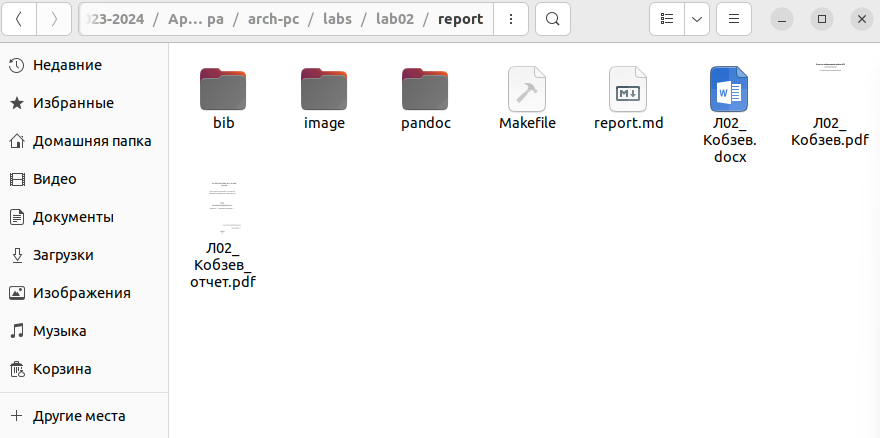 023-2024 / Ар... ра / arch-pc / labs / lab02 / report
Недавние
Избранные
Домашняя папка
Видео
Документы
Загрузки
Изображения
Музыка
Корзина
Другие места
bib
image
pandoc
Makefile
report.md
Л02_
Кобзев.
docx
Л02_
Кобзев.pdf
Л02_
Кобзев_
отчет.pdf